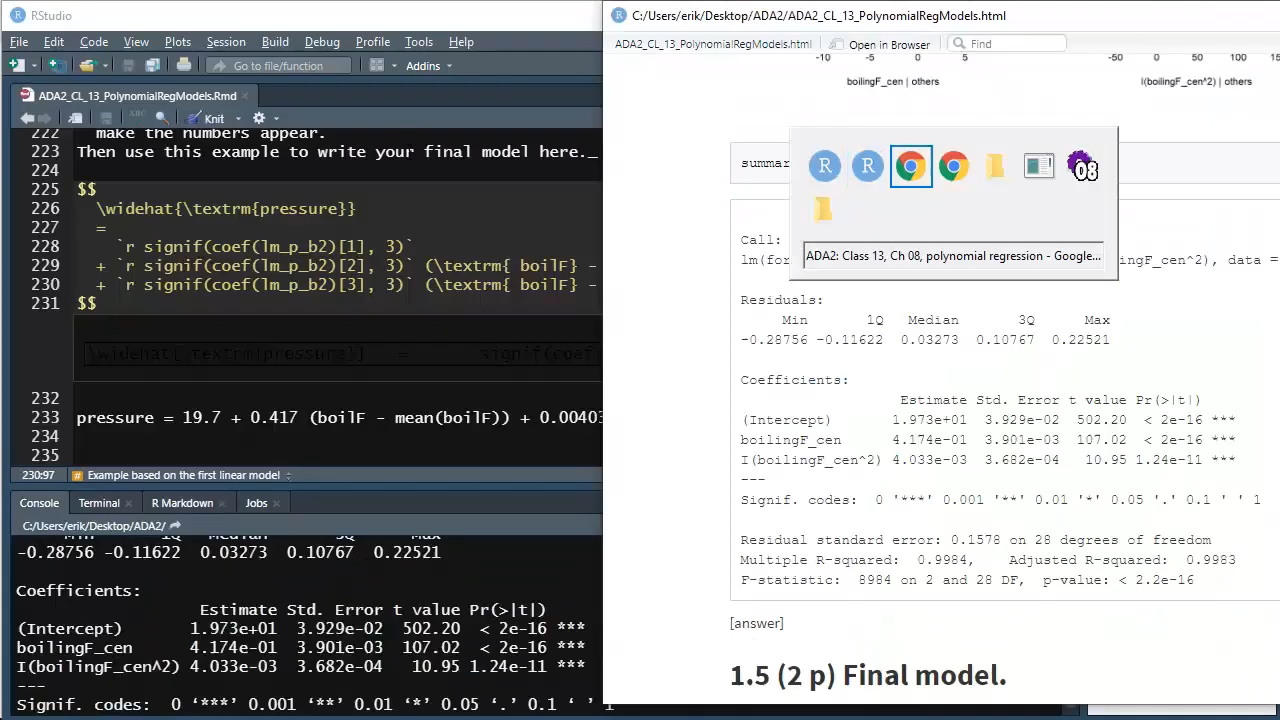 RStudio
File Edit Code View Plots Session Build Debug Profile Tools Help
Go to file/function Addins
ADA2_CL_13_PolynomialRegModels.Rmd
Knit
222 make the numbers appear.
223 Then use this example to write your final model here._
224
225 $$
226 \widehat{\textrm{pressure}}
227 =
228 `r signif(coef(lm_p_b2)[1], 3)`
229 + `r signif(coef(lm_p_b2)[2], 3)` (\textrm{ boilF} -
230 + `r signif(coef(lm_p_b2)[3], 3)` (\textrm{ boilF} -
231 $$
232
233 pressure = 19.7 + 0.417 (boilF - mean(boilF)) + 0.00403
234
235
230:97 # Example based on the first linear model
Console Terminal R Markdown Jobs
C:/Users/erik/Desktop/ADA2/
-0.28756 -0.11622 0.03273 0.10767 0.22521
Coefficients:
Estimate Std. Error t value Pr(>|t|)
(Intercept) 1.973e+01 3.929e-02 502.20 < 2e-16 ***
boilingF_cen 4.174e-01 3.901e-03 107.02 < 2e-16 ***
I(boilingF_cen^2) 4.033e-03 3.682e-04 10.95 1.24e-11 ***
---
Signif. codes: 0 ‘***’ 0.001 ‘**’ 0.01 ‘*’ 0.05 ‘.’ 0.1 ‘ ’ 1
C:/Users/erik/Desktop/ADA2/ADA2_CL_13_PolynomialRegModels.html
ADA2_CL_13_PolynomialRegModels.html Open in Browser Find
-10 -5 0 5 -50 0 50 100
boilingF_cen | others I(boilingF_cen^2) | others
summar
08
ADA2: Class 13, Ch 08, polynomial regression - Google...
Call:
lm(for ngF_cen^2), data =
Residuals:
Min 1Q Median 3Q Max
-0.28756 -0.11622 0.03273 0.10767 0.22521
Coefficients:
Estimate Std. Error t value Pr(>|t|)
(Intercept) 1.973e+01 3.929e-02 502.20 < 2e-16 ***
boilingF_cen 4.174e-01 3.901e-03 107.02 < 2e-16 ***
I(boilingF_cen^2) 4.033e-03 3.682e-04 10.95 1.24e-11 ***
---
Signif. codes: 0 '***' 0.001 '**' 0.01 '*' 0.05 '.' 0.1 ' ' 1
Residual standard error: 0.1578 on 28 degrees of freedom
Multiple R-squared: 0.9984, Adjusted R-squared: 0.9983
F-statistic: 8984 on 2 and 28 DF, p-value: < 2.2e-16
[answer]
1.5 (2 p) Final model.